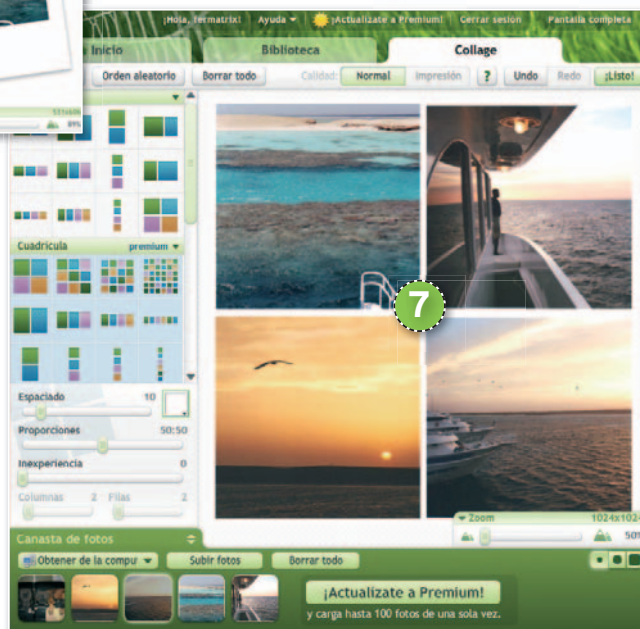 ¡Hola, fermatrix! Ayuda ¡Actualízate a Premium! Cerrar sesión Pantalla completa
Inicio Biblioteca Collage
Orden aleatorio Borrar todo Calidad: Normal Impresión ? Undo Redo ¡Listo!
89%
Cuadrícula premium
7
Espaciado 10
Proporciones 50:50
Inexperiencia 0
Columnas 2 Filas 2
Zoom 1024x1024
50%
Canasta de fotos
Obtener de la compu Subir fotos Borrar todo
¡Actualízate a Premium!
y carga hasta 100 fotos de una sola vez.